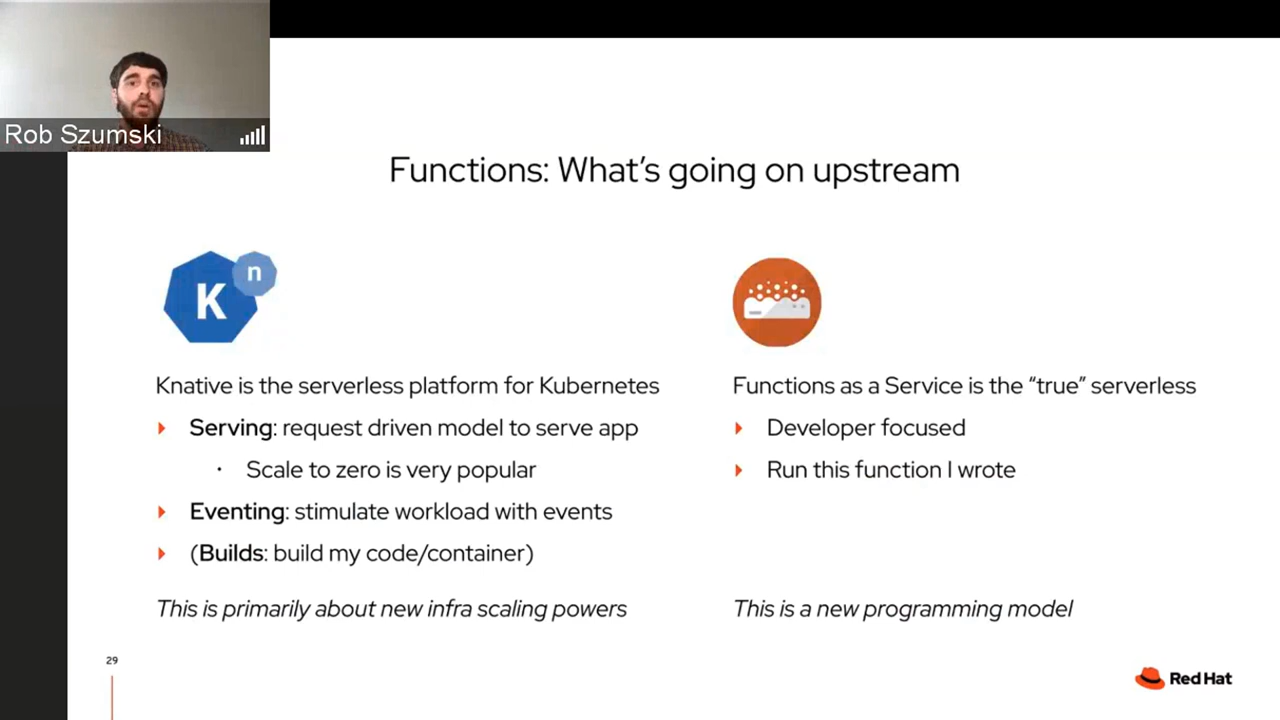 Rob Szumski
Functions: What's going on upstream
K n
Knative is the serverless platform for Kubernetes
Serving: request driven model to serve app
Scale to zero is very popular
Eventing: stimulate workload with events
(Builds: build my code/container)
This is primarily about new infra scaling powers
Functions as a Service is the “true” serverless
Developer focused
Run this function I wrote
This is a new programming model
29
Red Hat